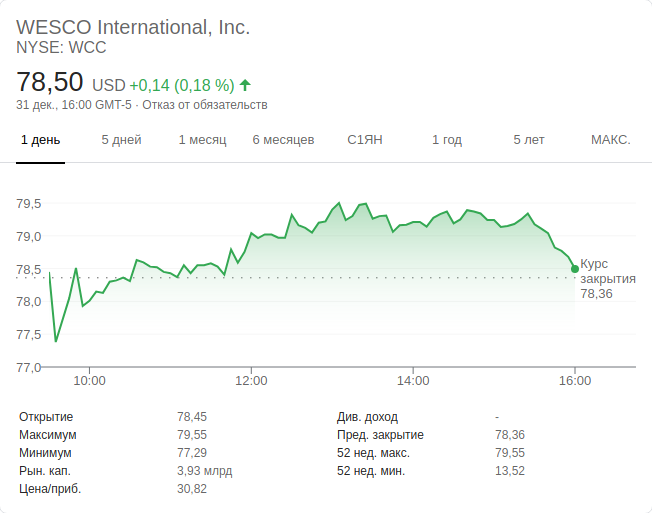 WESCO International, Inc.
NYSE: WCC
78,50 USD +0,14 (0,18 %)
31 дек., 16:00 GMT-5 · Отказ от обязательств
1 день 5 дней 1 месяц 6 месяцев С1ЯН 1 год 5 лет МАКС.
79,5
79,0
78,5
78,0
77,5
77,0
Курс
закрытия
78,36
10:00 12:00 14:00 16:00
Открытие 78,45 Див. доход -
Максимум 79,55 Пред. закрытие 78,36
Минимум 77,29 52 нед. макс. 79,55
Рын. кап. 3,93 млрд 52 нед. мин. 13,52
Цена/приб. 30,82